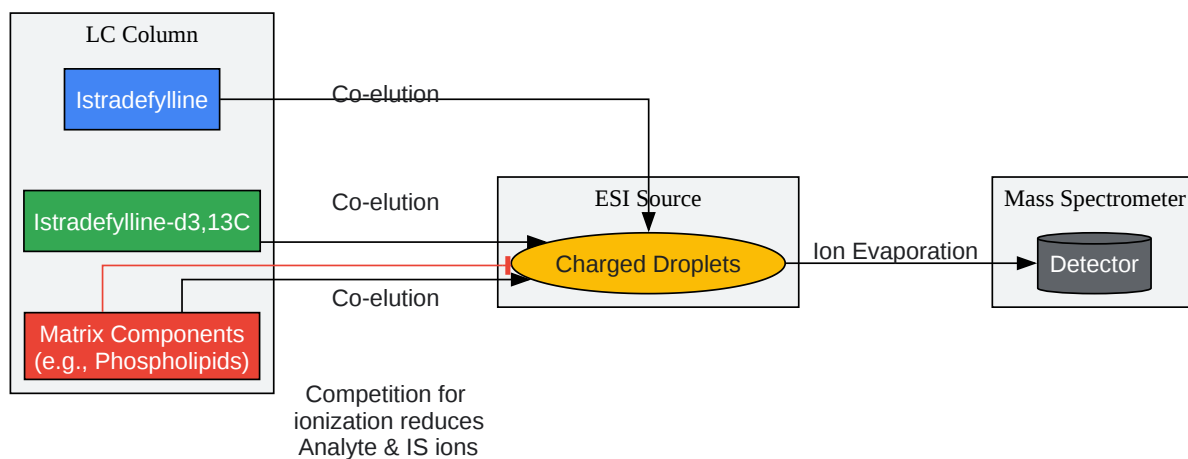 LC Column
Istradefylline
Co-elution
Istradefylline-d3,13C
Co-elution
ESI Source
Mass Spectrometer
Charged Droplets
Ion Evaporation
Detector
Co-elution
Matrix Components
(e.g., Phospholipids)
Competition for
ionization reduces
Analyte & IS ions